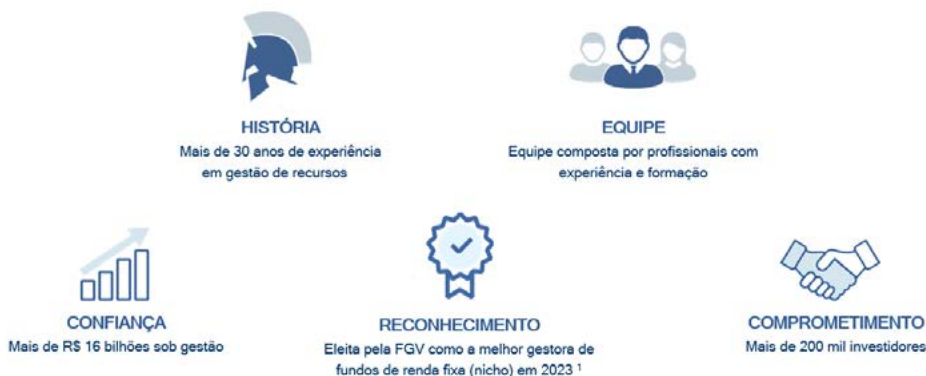 HISTÓRIA
Mais de 30 anos de experiência
em gestão de recursos
EQUIPE
Equipe composta por profissionais com
experiência e formação
CONFIANÇA
Mais de R$ 16 bilhões sob gestão
RECONHECIMENTO
Eleita pela FGV como a melhor gestora de
fundos de renda fixa (nicho) em 2023 ¹
COMPROMETIMENTO
Mais de 200 mil investidores